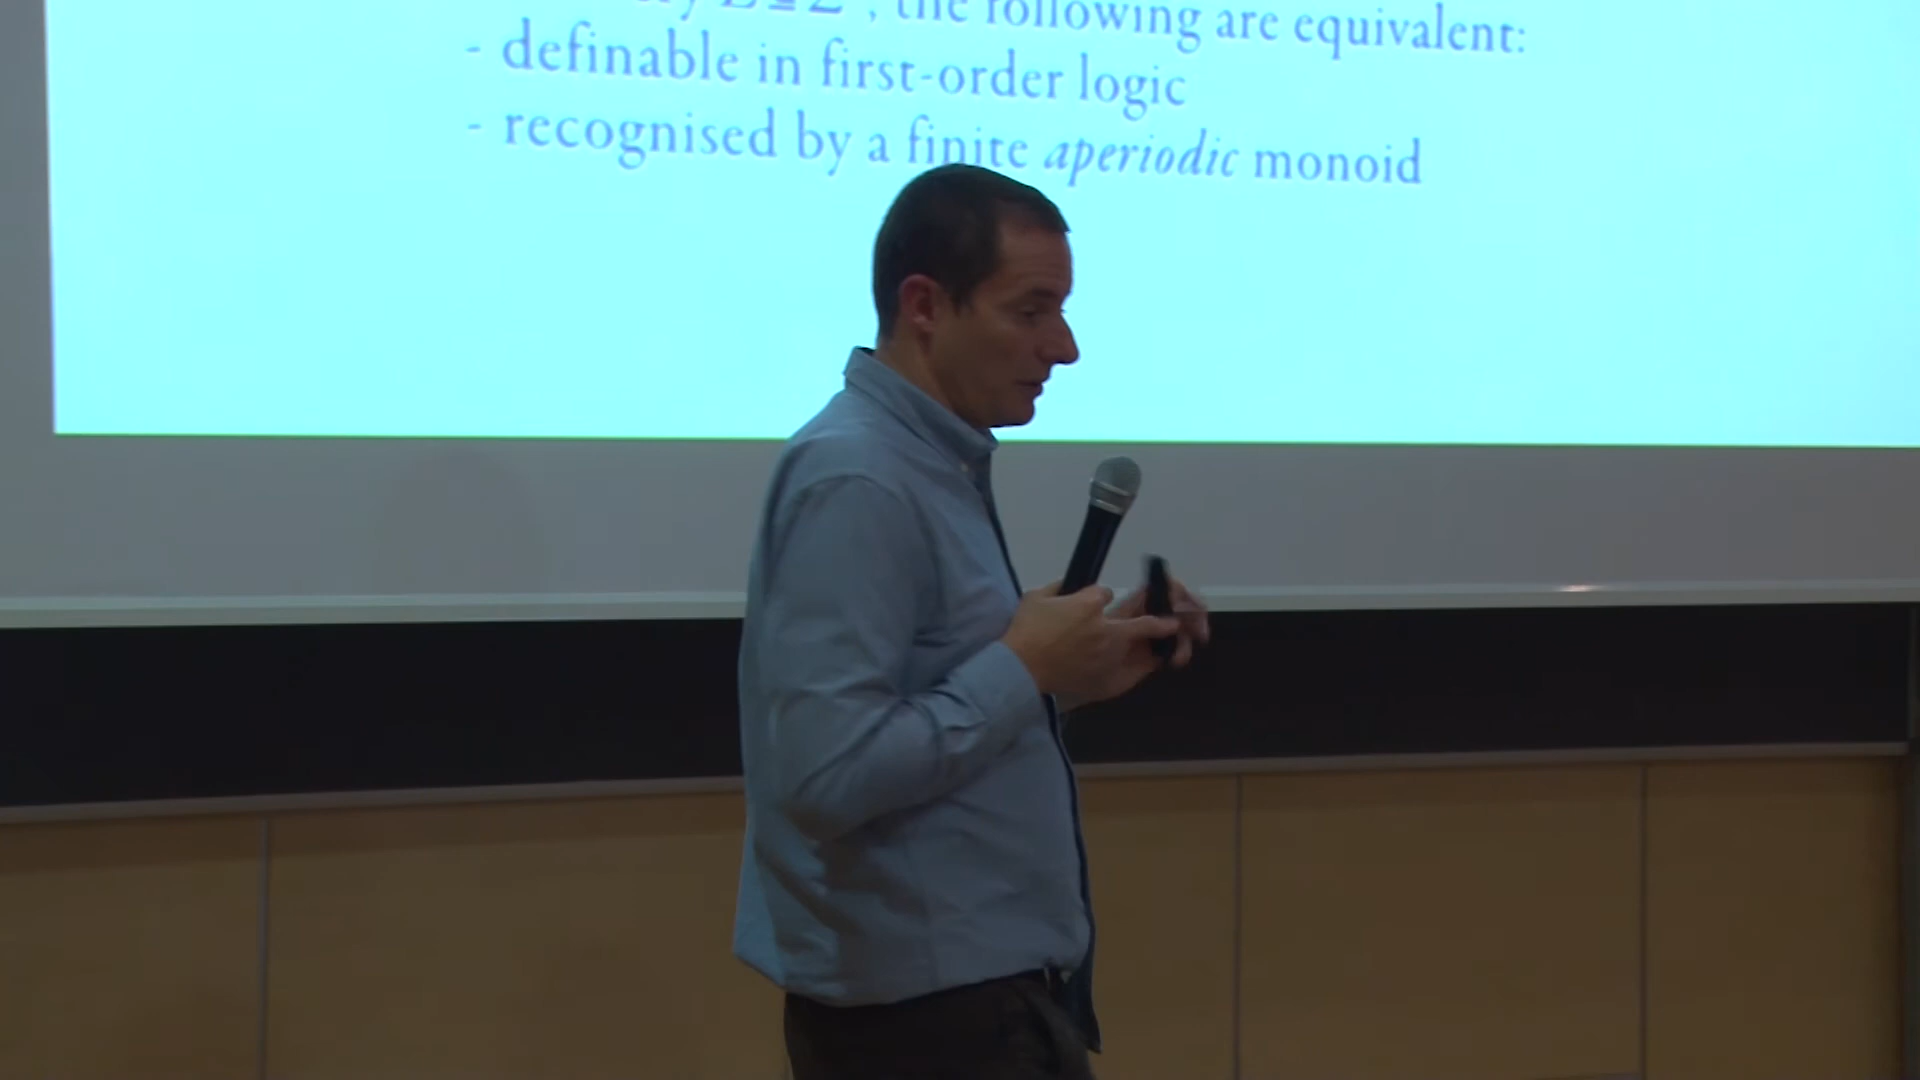 the following are equivalent:
- definable in first-order logic
- recognised by a finite aperiodic monoid